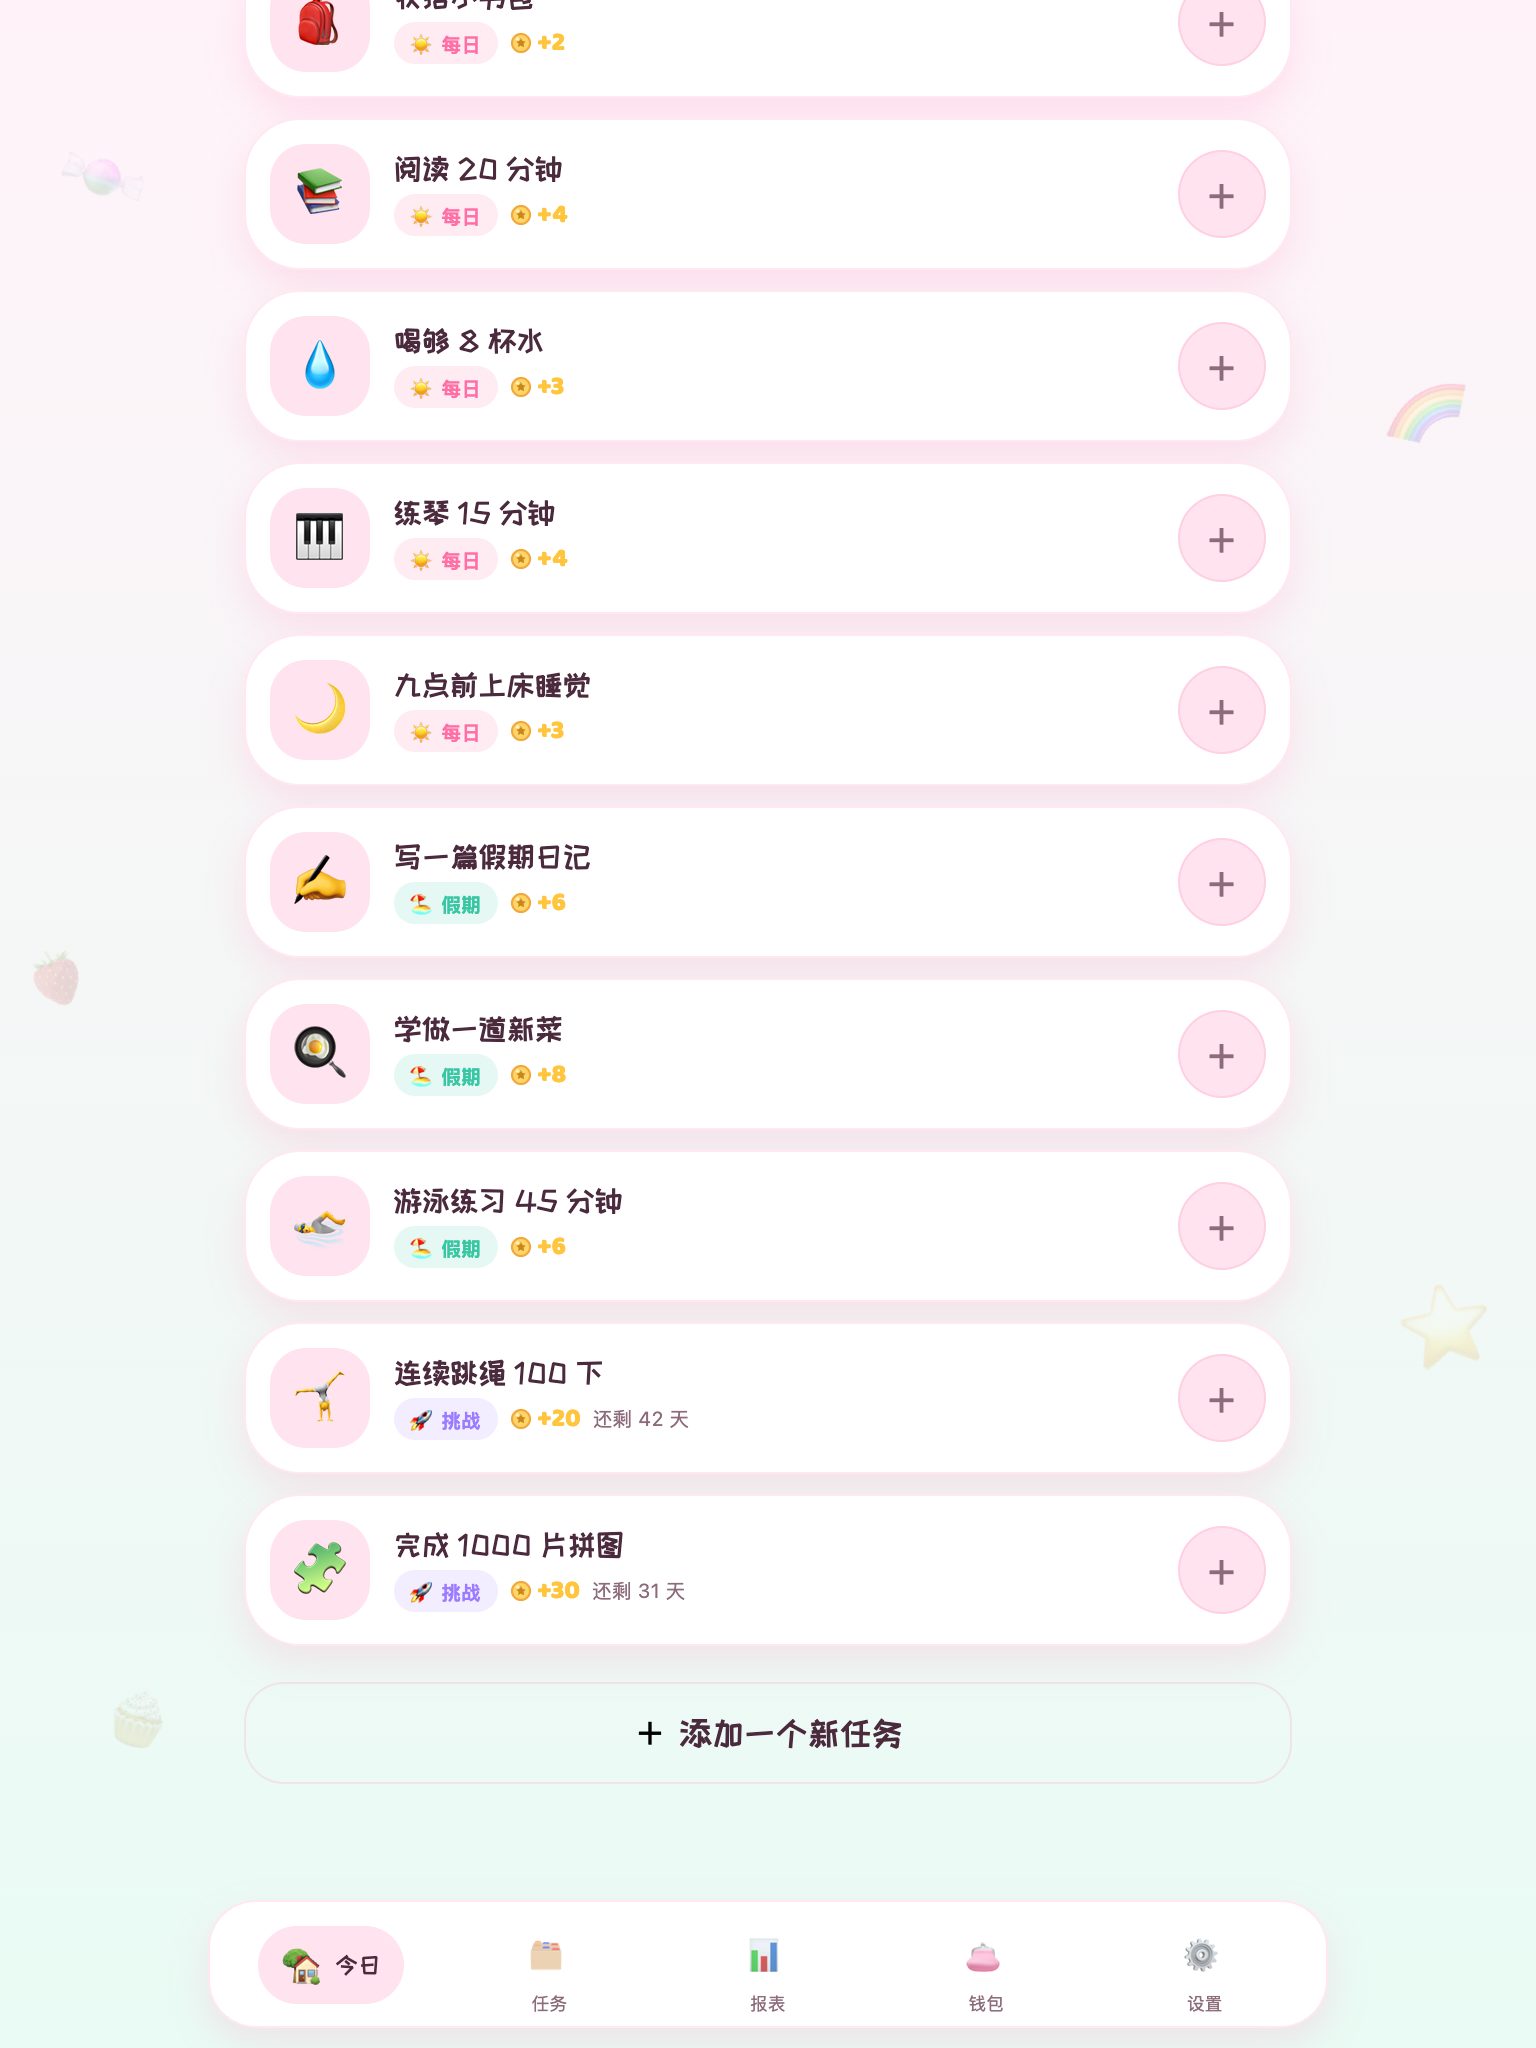 每日 +2
+
阅读 20 分钟
每日 +4
+
喝够 8 杯水
每日 +3
+
练琴 15 分钟
每日 +4
+
九点前上床睡觉
每日 +3
+
写一篇假期日记
假期 +6
+
学做一道新菜
假期 +8
+
游泳练习 45 分钟
假期 +6
+
连续跳绳 100 下
挑战 +20 还剩 42 天
+
完成 1000 片拼图
挑战 +30 还剩 31 天
+
+ 添加一个新任务
今日
任务
报表
钱包
设置